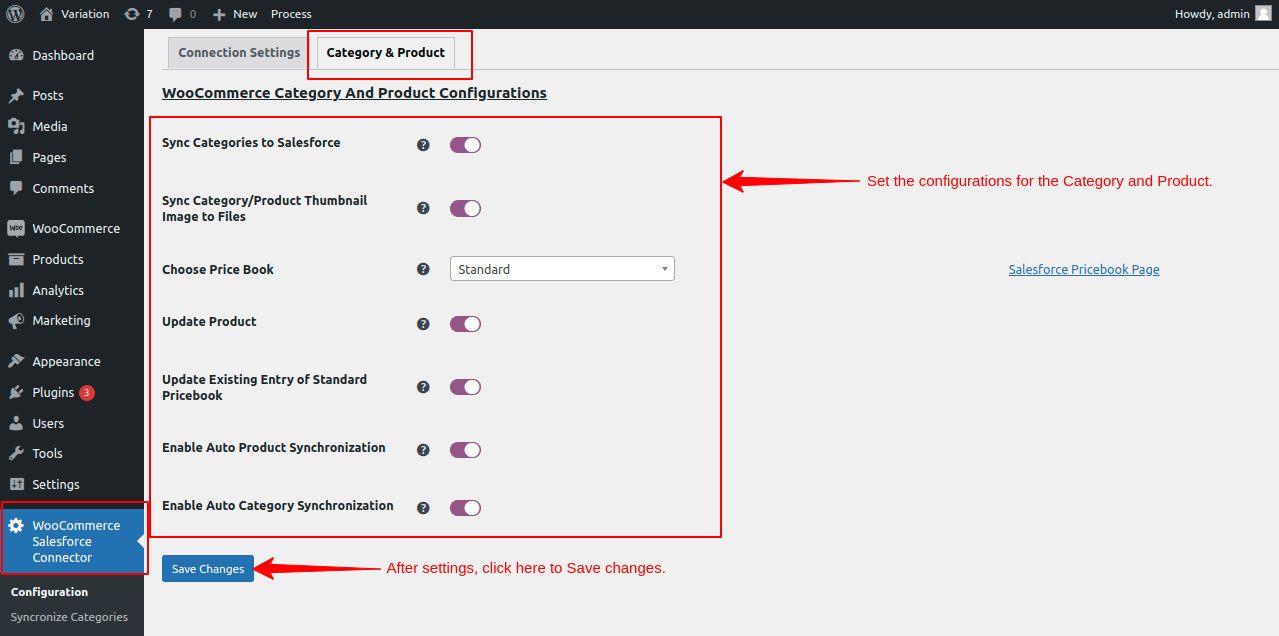 Variation 7 0 New Process Howdy, admin
Dashboard
Posts
Media
Pages
Comments
WooCommerce
Products
Analytics
Marketing
Appearance
Plugins 3
Users
Tools
Settings
WooCommerce
Salesforce
Connector
Configuration
Syncronize Categories
Connection Settings Category & Product
WooCommerce Category And Product Configurations
Sync Categories to Salesforce ?
Set the configurations for the Category and Product.
Sync Category/Product Thumbnail
Image to Files ?
Choose Price Book ? Standard Salesforce Pricebook Page
Update Product ?
Update Existing Entry of Standard
Pricebook ?
Enable Auto Product Synchronization ?
Enable Auto Category Synchronization ?
Save Changes After settings, click here to Save changes.